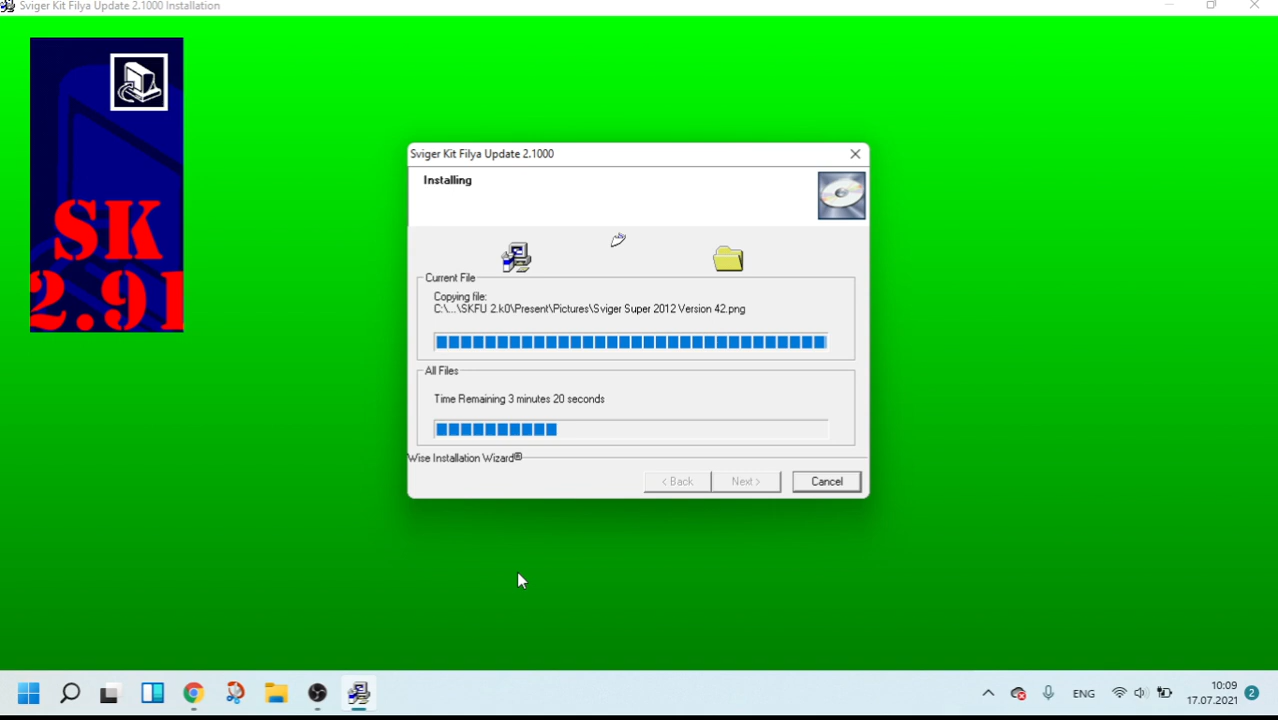 Sviger Kit Filya Update 2.1000 Installation
SK
2.91
Sviger Kit Filya Update 2.1000
Installing
Current File
Copying file:
C:\...\SKFU 2.k0\Present\Pictures\Sviger Super 2012 Version 42.png
All Files
Time Remaining 3 minutes 20 seconds
Wise Installation Wizard®
< Back
Next >
Cancel
ENG
10:09
17.07.2021
2